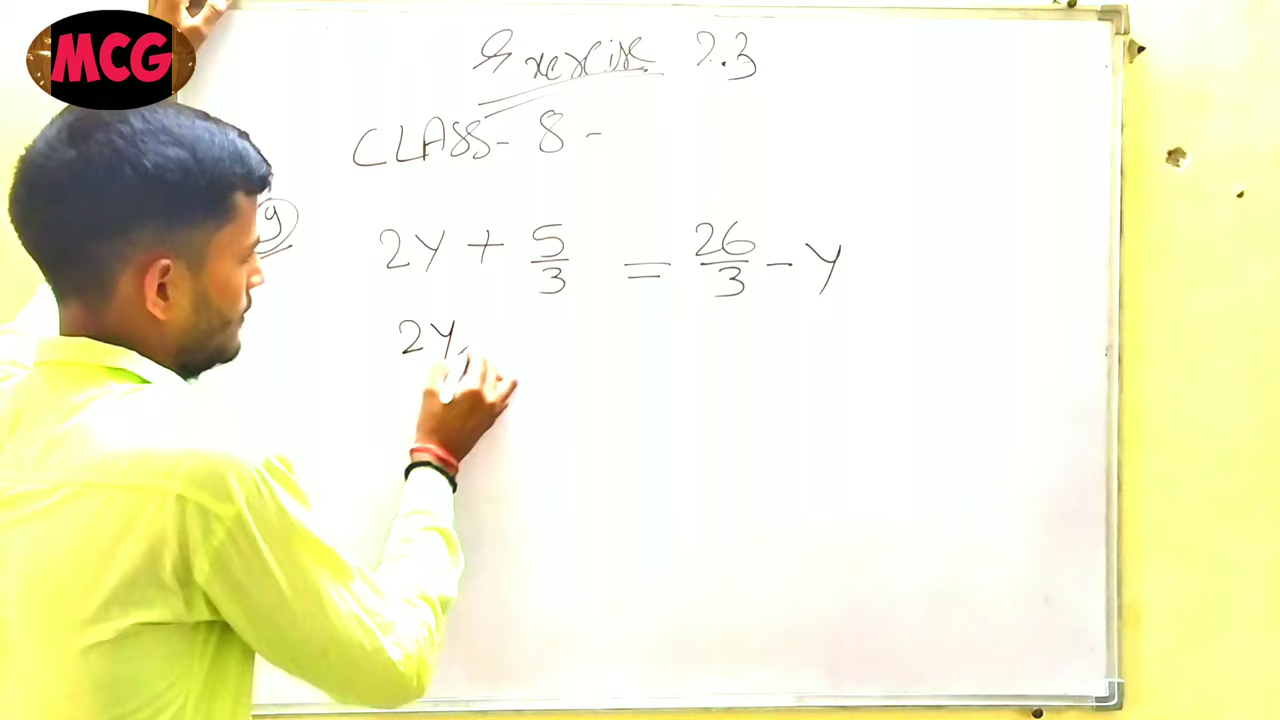 MCG
Exercise 2.3
CLASS- 8 -
9
2y + 5/3 = 26/3 - y
2y